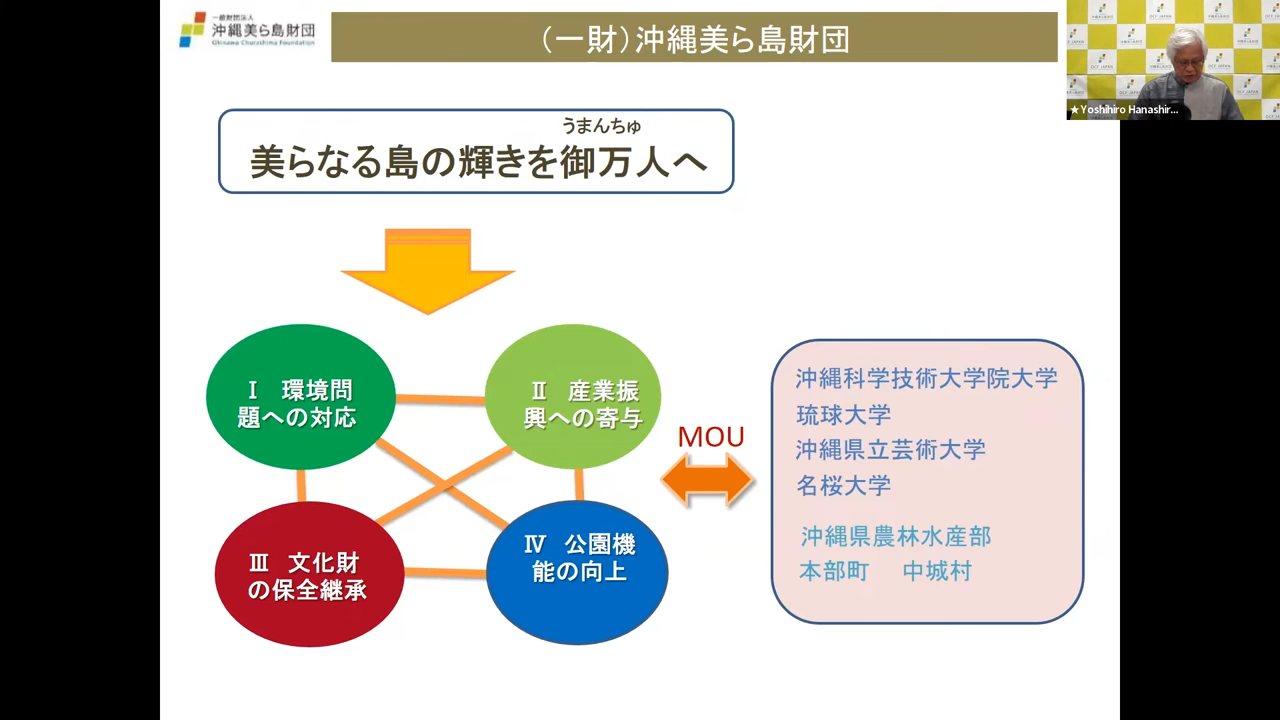 一般財団法人
沖縄美ら島財団
Okinawa Churashima Foundation
（一財）沖縄美ら島財団
★Yoshihiro Hanashir...
うまんちゅ
美らなる島の輝きを御万人へ
Ⅰ　環境問
題への対応
Ⅱ　産業振
興への寄与
Ⅲ　文化財
の保全継承
Ⅳ　公園機
能の向上
MOU
沖縄科学技術大学院大学
琉球大学
沖縄県立芸術大学
名桜大学
沖縄県農林水産部
本部町　中城村